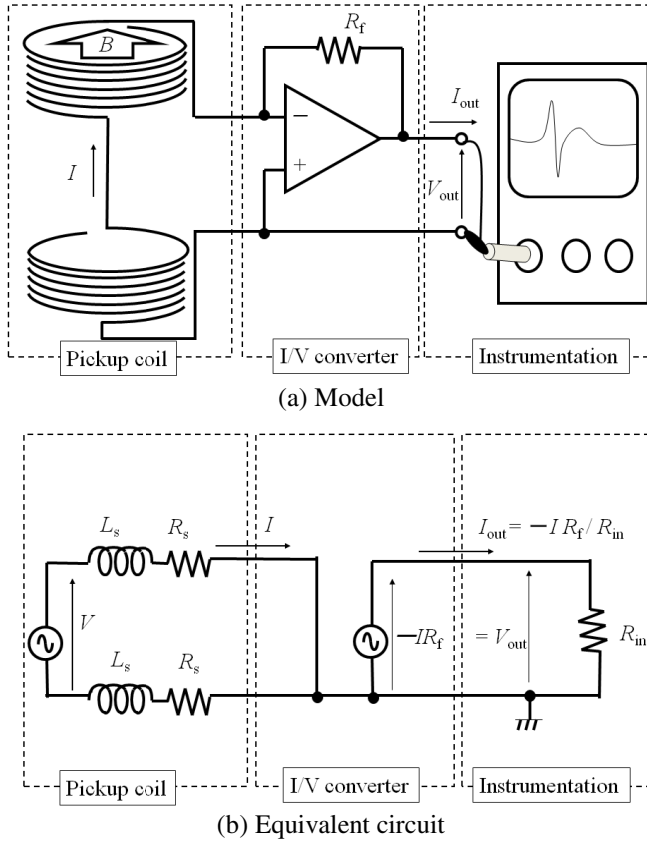 B
R_f
−
+
I
I_out
V_out
Pickup coil
I/V converter
Instrumentation
(a) Model
L_s
R_s
I
I_out = −I R_f / R_in
V
−IR_f
= V_out
R_in
L_s
R_s
Pickup coil
I/V converter
Instrumentation
(b) Equivalent circuit